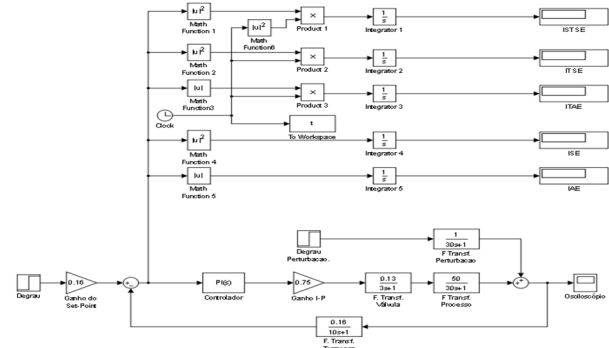 |u|²
Math
Function 1
|u|²
Math
Function6
×
Product 1
1
s
Integrator 1
ISTSE
|u|²
Math
Function 2
×
Product 2
1
s
Integrator 2
ITSE
|u|
Math
Function3
×
Product 3
1
s
Integrator 3
ITAE
Clock
t
To Workspace
|u|²
Math
Function 4
1
s
Integrator 4
ISE
|u|
Math
Function 5
1
s
Integrator 5
IAE
Degrau
Perturbacao.
1
30s+1
F Transf.
Perturbacao
Degrau
0.16
Ganho do
Set-Point
PI(s)
Controlador
0.75
Ganho I-P
0.13
3s+1
F. Transf.
Válvula
50
30s+1
F Transf.
Processo
Osciloscópio
0.16
10s+1
F. Transf.